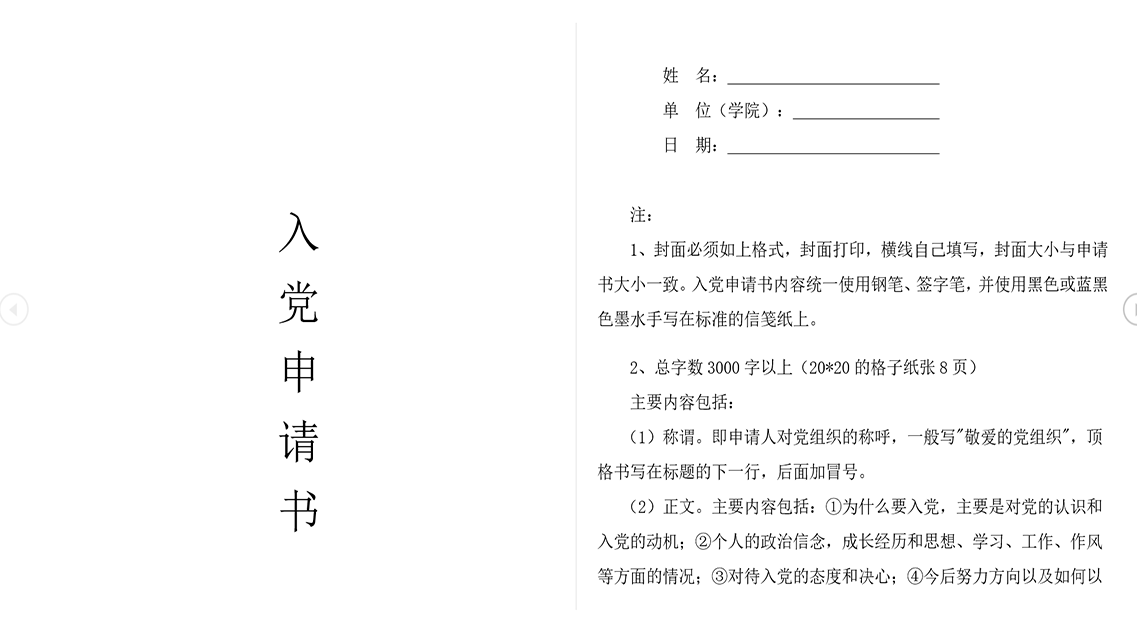 入
党
申
请
书
姓 名：
单 位（学院）：
日 期：
注：
1、封面必须如上格式，封面打印，横线自己填写，封面大小与申请
书大小一致。入党申请书内容统一使用钢笔、签字笔，并使用黑色或蓝黑
色墨水手写在标准的信笺纸上。
2、总字数 3000 字以上（20*20 的格子纸张 8 页）
主要内容包括：
（1）称谓。即申请人对党组织的称呼，一般写"敬爱的党组织"，顶
格书写在标题的下一行，后面加冒号。
（2）正文。主要内容包括：①为什么要入党，主要是对党的认识和
入党的动机；②个人的政治信念，成长经历和思想、学习、工作、作风
等方面的情况；③对待入党的态度和决心；④今后努力方向以及如何以